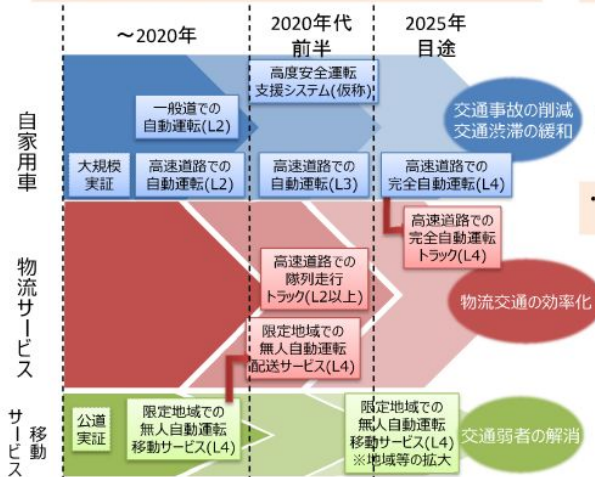 ～2020年
2020年代
前半
2025年
目途
自家用車
高度安全運転
支援システム(仮称)
一般道での
自動運転(L2)
大規模
実証
高速道路での
自動運転(L2)
高速道路での
自動運転(L3)
高速道路での
完全自動運転(L4)
交通事故の削減
交通渋滞の緩和
物流サービス
高速道路での
完全自動運転
トラック(L4)
高速道路での
隊列走行
トラック(L2以上)
限定地域での
無人自動運転
配送サービス(L4)
物流交通の効率化
移動
サービス
公道
実証
限定地域での
無人自動運転
移動サービス(L4)
限定地域での
無人自動運転
移動サービス(L4)
※地域等の拡大
交通弱者の解消